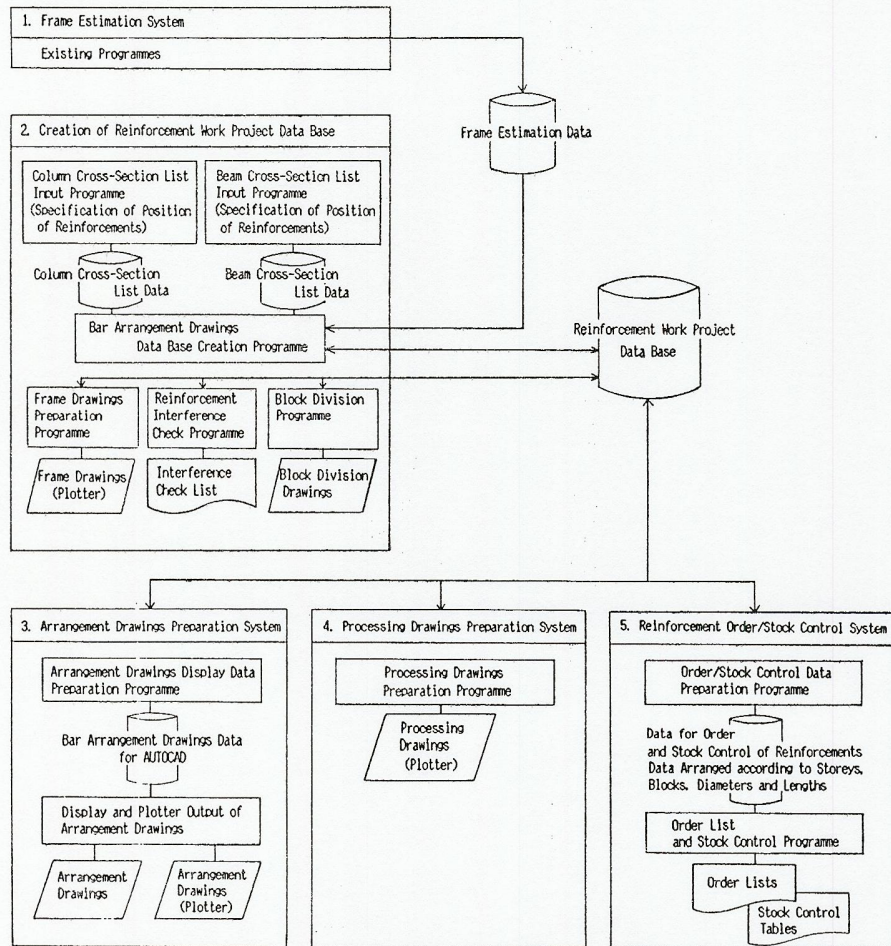 1. Frame Estimation System
Existing Programmes
Frame Estimation Data
2. Creation of Reinforcement Work Project Data Base
Column Cross-Section List
Input Programme
(Specification of Position
of Reinforcements)
Beam Cross-Section List
Input Programme
(Specification of Position
of Reinforcements)
Column Cross-Section
List Data
Beam Cross-Section
List Data
Bar Arrangement Drawings
Data Base Creation Programme
Reinforcement Work Project
Data Base
Frame Drawings
Preparation
Programme
Reinforcement
Interference
Check Programme
Block Division
Programme
Frame Drawings
(Plotter)
Interference
Check List
Block Division
Drawings
3. Arrangement Drawings Preparation System
Arrangement Drawings Display Data
Preparation Programme
Bar Arrangement Drawings Data
for AUTOCAD
Display and Plotter Output of
Arrangement Drawings
Arrangement
Drawings
Arrangement
Drawings
(Plotter)
4. Processing Drawings Preparation System
Processing Drawings
Preparation Programme
Processing
Drawings
(Plotter)
5. Reinforcement Order/Stock Control System
Order/Stock Control Data
Preparation Programme
Data for Order
and Stock Control of Reinforcements
Data Arranged according to Storeys,
Blocks, Diameters and Lengths
Order List
and Stock Control Programme
Order Lists
Stock Control
Tables